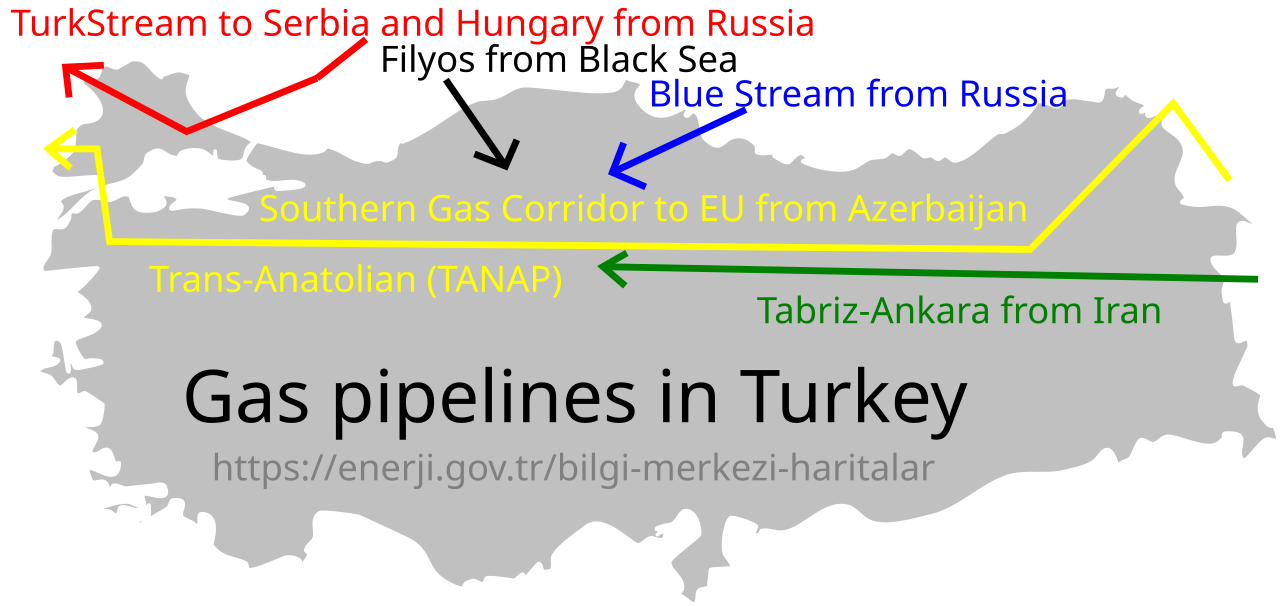 TurkStream to Serbia and Hungary from Russia
Filyos from Black Sea
Blue Stream from Russia
Southern Gas Corridor to EU from Azerbaijan
Trans-Anatolian (TANAP)
Tabriz-Ankara from Iran
Gas pipelines in Turkey
https://enerji.gov.tr/bilgi-merkezi-haritalar